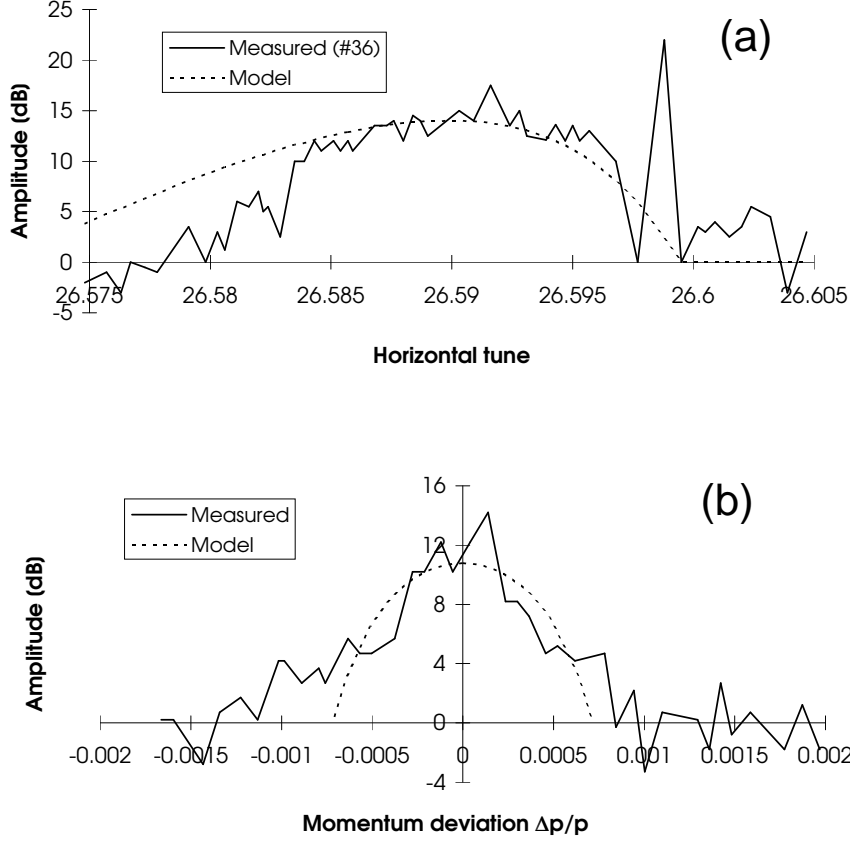 25
(a)
Measured (#36)
20
Model
15
Amplitude (dB)
10
5
0
26.575 26.58 26.585 26.59 26.595 26.6 26.605
-5
Horizontal tune
16
(b)
Measured
12
Model
8
Amplitude (dB)
4
0
-0.002 -0.0015 -0.001 -0.0005 0 0.0005 0.001 0.0015 0.002
-4
Momentum deviation Δp/p